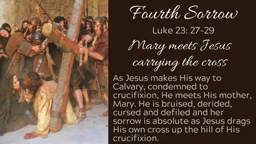 Fourth Sorrow
Luke 23: 27-29
Mary meets Jesus
carrying the cross
As Jesus makes His way to
Calvary, condemned to
crucifixion, He meets His mother,
Mary. He is bruised, derided,
cursed and defiled and her
sorrow is absolute as Jesus drags
His own cross up the hill of His
crucifixion.